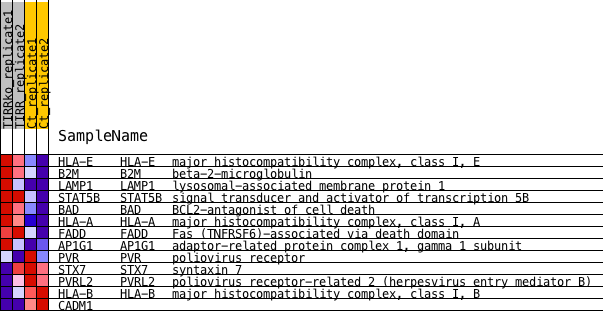 TIRRko_replicate1
TIRR_replicate2
Ct_replicate1
Ct_replicate2
SampleName
HLA-E HLA-E major histocompatibility complex, class I, E
B2M B2M beta-2-microglobulin
LAMP1 LAMP1 lysosomal-associated membrane protein 1
STAT5B STAT5B signal transducer and activator of transcription 5B
BAD BAD BCL2-antagonist of cell death
HLA-A HLA-A major histocompatibility complex, class I, A
FADD FADD Fas (TNFRSF6)-associated via death domain
AP1G1 AP1G1 adaptor-related protein complex 1, gamma 1 subunit
PVR PVR poliovirus receptor
STX7 STX7 syntaxin 7
PVRL2 PVRL2 poliovirus receptor-related 2 (herpesvirus entry mediator B)
HLA-B HLA-B major histocompatibility complex, class I, B
CADM1